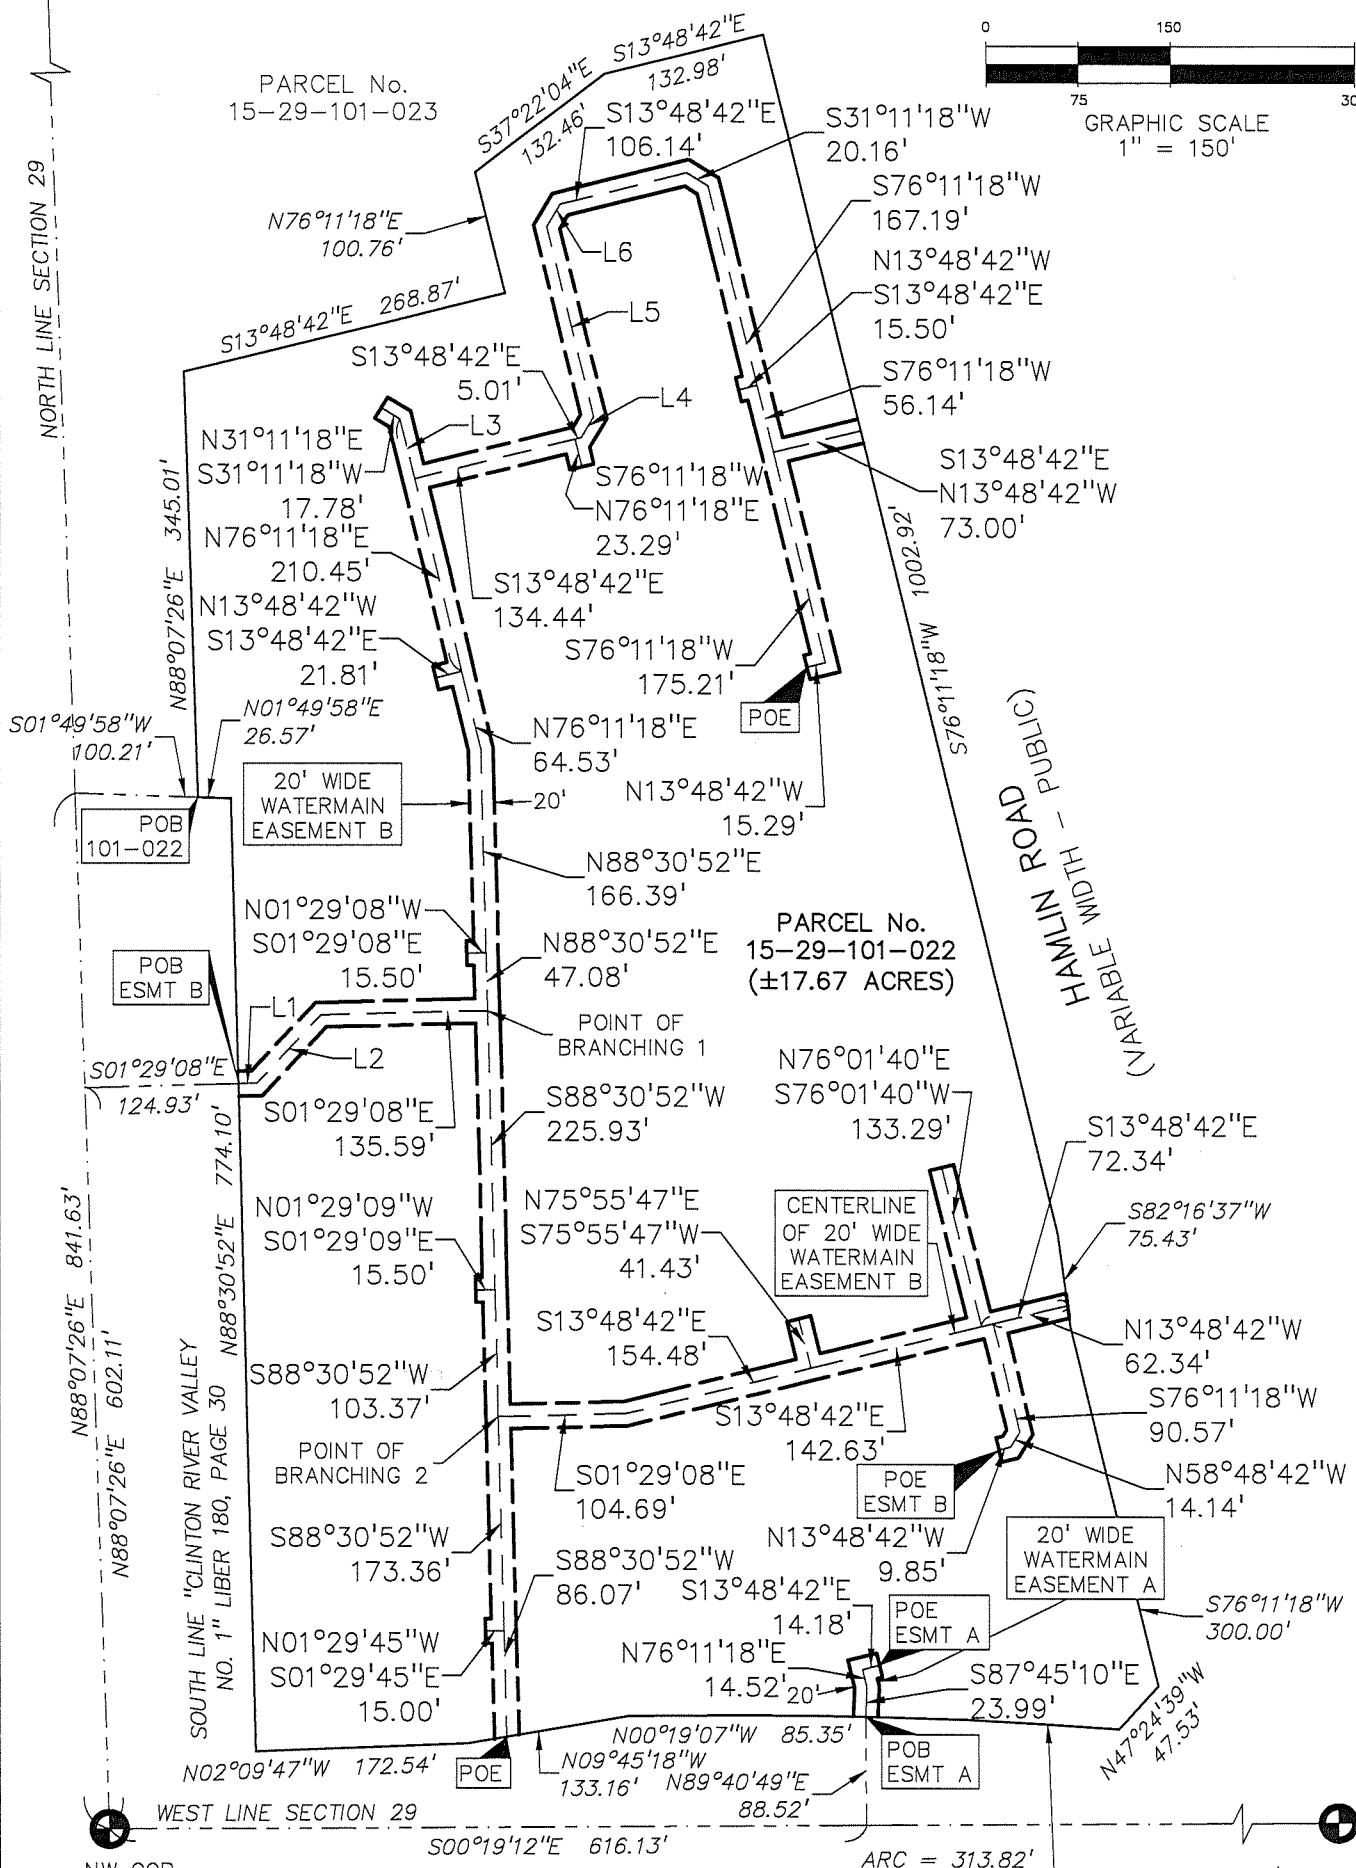 0 150
75 30
GRAPHIC SCALE
1" = 150'
PARCEL No.
15-29-101-023
S13°48'42"E
132.98'
S37°22'04"E
132.46'
S13°48'42"E
106.14'
S31°11'18"W
20.16'
S76°11'18"W
167.19'
N76°11'18"E
100.76'
L6
N13°48'42"W
S13°48'42"E
15.50'
NORTH LINE SECTION 29
S13°48'42"E 268.87'
L5
S13°48'42"E
5.01'
L4
S76°11'18"W
56.14'
L3
N31°11'18"E
S31°11'18"W
17.78'
S76°11'18"W
N76°11'18"E
23.29'
S13°48'42"E
N13°48'42"W
73.00'
N88°07'26"E 345.01'
N76°11'18"E
210.45'
S13°48'42"E
134.44'
S76°11'18"W 1002.92'
N13°48'42"W
S13°48'42"E
21.81'
S76°11'18"W
175.21'
POE
S01°49'58"W
100.21'
N01°49'58"E
26.57'
N76°11'18"E
64.53'
20' WIDE
WATERMAIN
EASEMENT B
20'
N13°48'42"W
15.29'
POB
101-022
HAMLIN ROAD
(VARIABLE WIDTH - PUBLIC)
N88°30'52"E
166.39'
N01°29'08"W
S01°29'08"E
15.50'
N88°30'52"E
47.08'
PARCEL No.
15-29-101-022
(±17.67 ACRES)
POB
ESMT B
L1
POINT OF
BRANCHING 1
L2
S01°29'08"E
124.93'
S01°29'08"E
135.59'
N76°01'40"E
S76°01'40"W
133.29'
S88°30'52"W
225.93'
S13°48'42"E
72.34'
N88°30'52"E 774.10'
N01°29'09"W
S01°29'09"E
15.50'
N75°55'47"E
S75°55'47"W
41.43'
CENTERLINE
OF 20' WIDE
WATERMAIN
EASEMENT B
S82°16'37"W
75.43'
N88°07'26"E 841.63'
N88°07'26"E 602.11'
S13°48'42"E
154.48'
N13°48'42"W
62.34'
S88°30'52"W
103.37'
S13°48'42"E
142.63'
S76°11'18"W
90.57'
SOUTH LINE "CLINTON RIVER VALLEY
NO. 1" LIBER 180, PAGE 30
POINT OF
BRANCHING 2
S01°29'08"E
104.69'
POE
ESMT B
N58°48'42"W
14.14'
S88°30'52"W
173.36'
N13°48'42"W
9.85'
20' WIDE
WATERMAIN
EASEMENT A
S88°30'52"W
86.07'
S13°48'42"E
14.18'
POE
ESMT A
S76°11'18"W
300.00'
N01°29'45"W
S01°29'45"E
15.00'
N76°11'18"E
14.52'
20'
S87°45'10"E
23.99'
N47°24'39"W
47.53'
N02°09'47"W 172.54'
POE
N09°45'18"W
133.16'
N00°19'07"W 85.35'
POB
ESMT A
N89°40'49"E
88.52'
WEST LINE SECTION 29
S00°19'12"E 616.13'
ARC = 313.82'